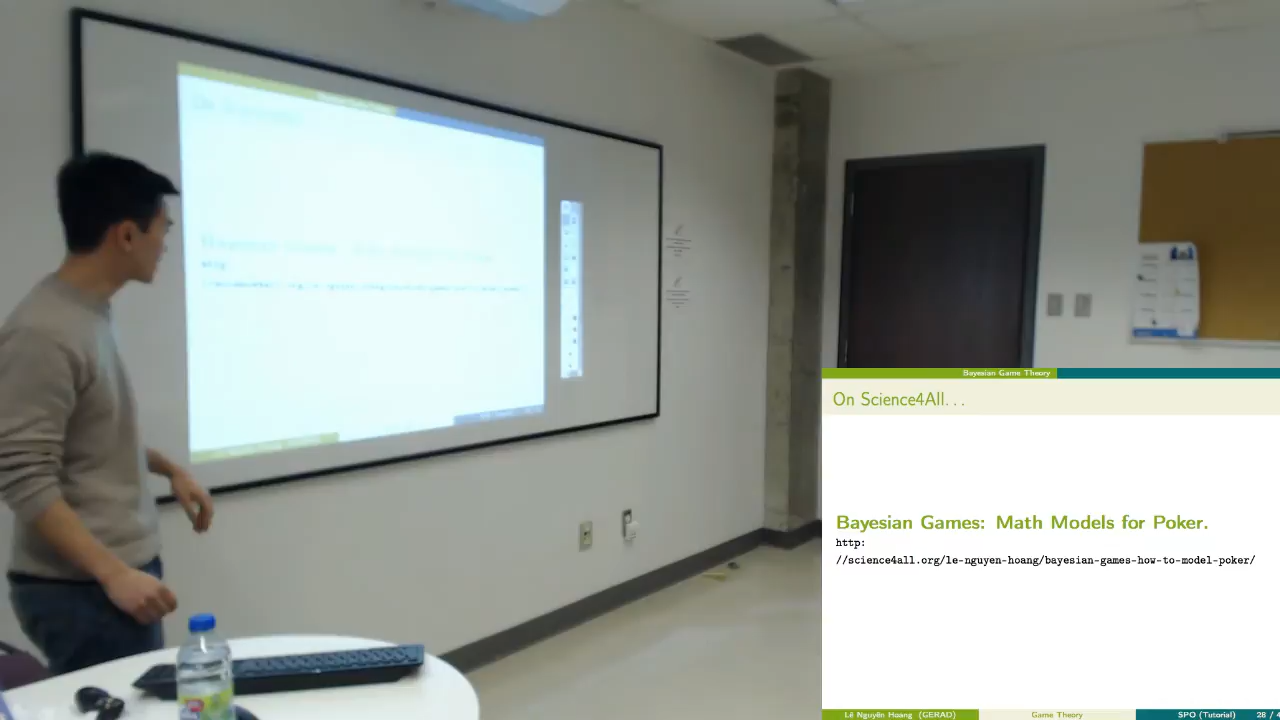 Bayesian Game Theory
On Science4All...
Bayesian Games: Math Models for Poker.
http:
//science4all.org/le-nguyen-hoang/bayesian-games-how-to-model-poker/
Lê Nguyên Hoang (GERAD)
Game Theory
SPO (Tutorial)
28 /